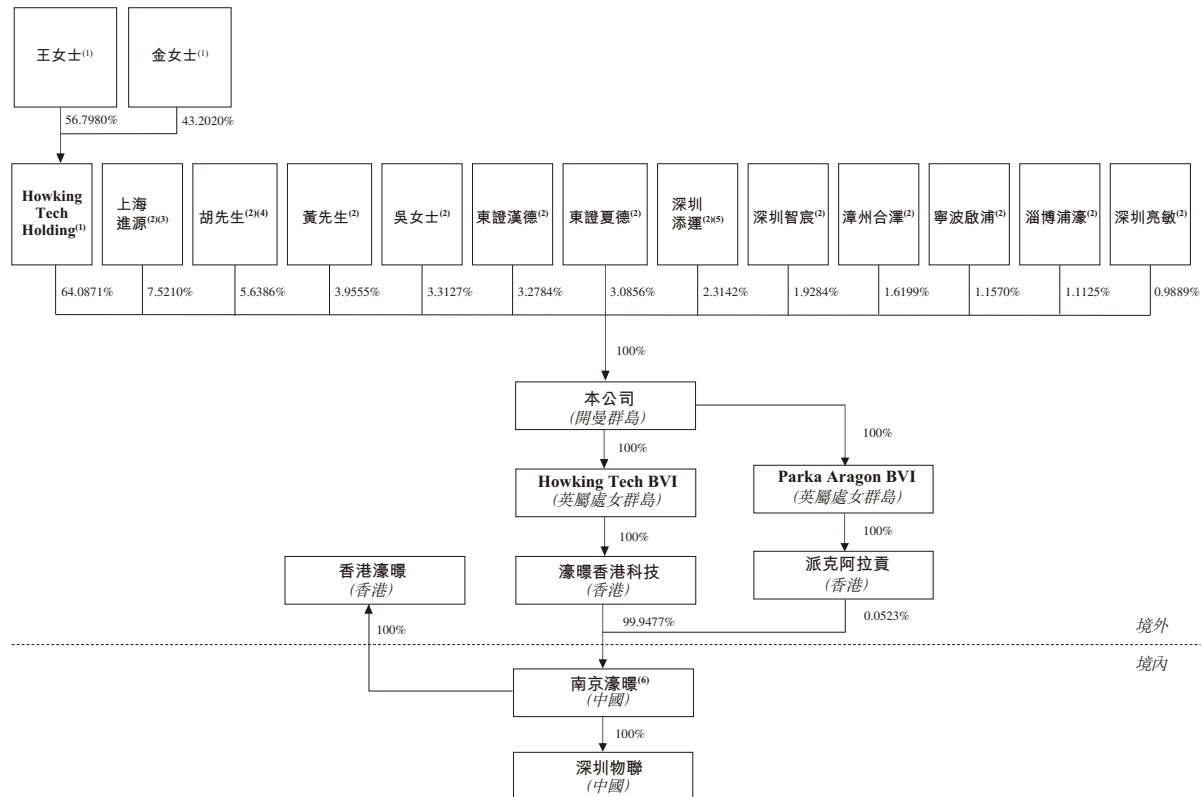 王女士(1)
金女士(1)
56.7980%
43.2020%
Howking
Tech
Holding(1)
上海
進源(2)(3)
胡先生(2)(4)
黃先生(2)
吳女士(2)
東證漢德(2)
東證夏德(2)
深圳
添運(2)(5)
深圳智宸(2)
漳州合澤(2)
寧波啟浦(2)
淄博浦濠(2)
深圳亮敏(2)
64.0871%
7.5210%
5.6386%
3.9555%
3.3127%
3.2784%
3.0856%
2.3142%
1.9284%
1.6199%
1.1570%
1.1125%
0.9889%
100%
本公司
(開曼群島)
100%
100%
Howking Tech BVI
(英屬處女群島)
Parka Aragon BVI
(英屬處女群島)
100%
100%
香港濠暻
(香港)
濠暻香港科技
(香港)
派克阿拉貢
(香港)
100%
99.9477%
0.0523%
境外
境內
南京濠暻(6)
(中國)
100%
深圳物聯
(中國)